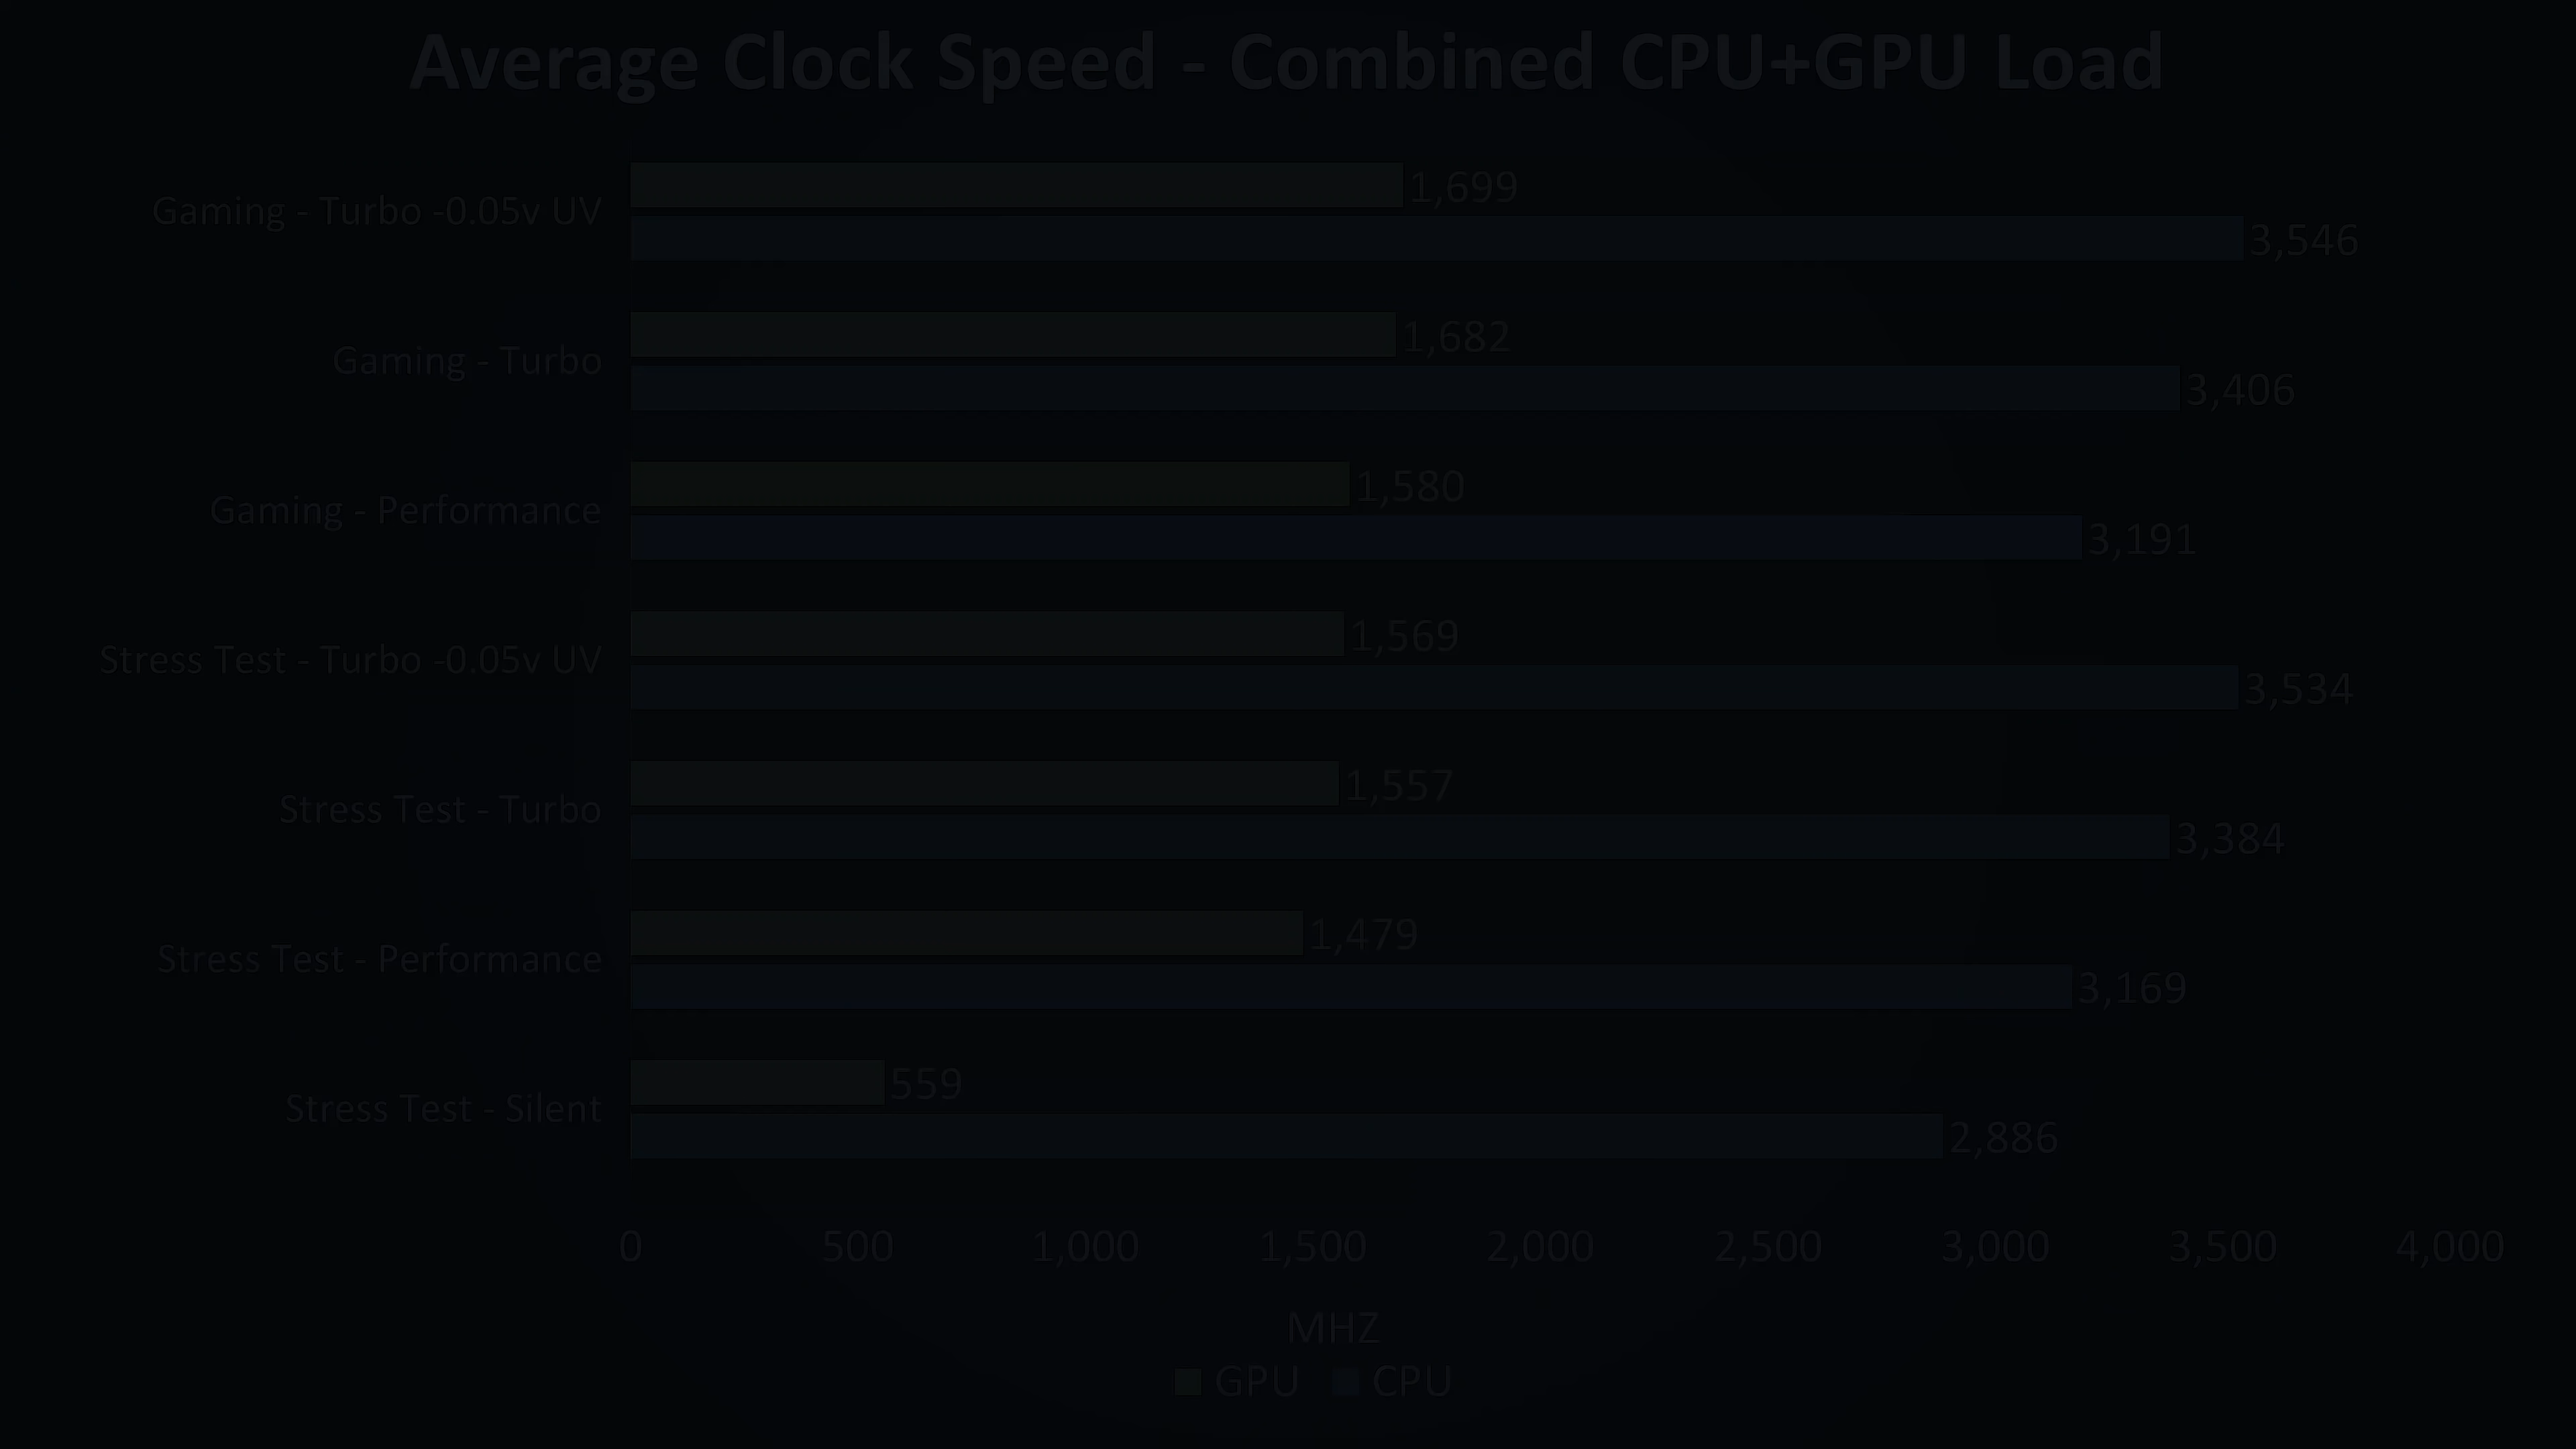 Average Clock Speed - Combined CPU+GPU Load
Gaming - Turbo -0.05v UV
1,699
3,546
Gaming - Turbo
1,682
3,406
Gaming - Performance
1,580
3,191
Stress Test - Turbo -0.05v UV
1,569
3,534
Stress Test - Turbo
1,557
3,384
Stress Test - Performance
1,479
3,169
Stress Test - Silent
559
2,886
0 500 1,000 1,500 2,000 2,500 3,000 3,500 4,000
MHZ
GPU CPU